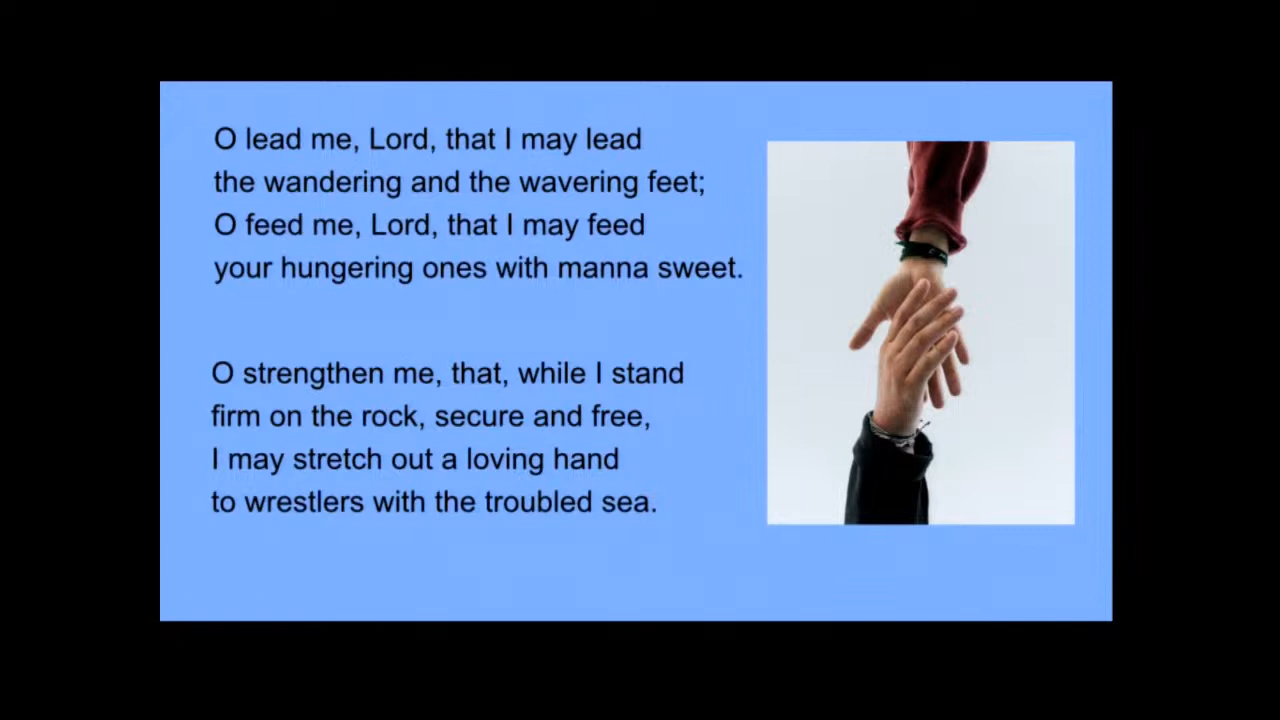 O lead me, Lord, that I may lead
the wandering and the wavering feet;
O feed me, Lord, that I may feed
your hungering ones with manna sweet.
O strengthen me, that, while I stand
firm on the rock, secure and free,
I may stretch out a loving hand
to wrestlers with the troubled sea.